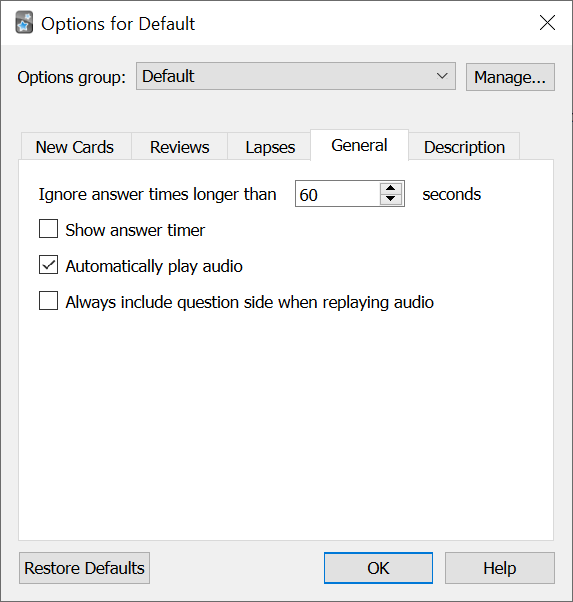 Options for Default
Options group: Default Manage...
New Cards Reviews Lapses General Description
Ignore answer times longer than 60 seconds
Show answer timer
Automatically play audio
Always include question side when replaying audio
Restore Defaults OK Help